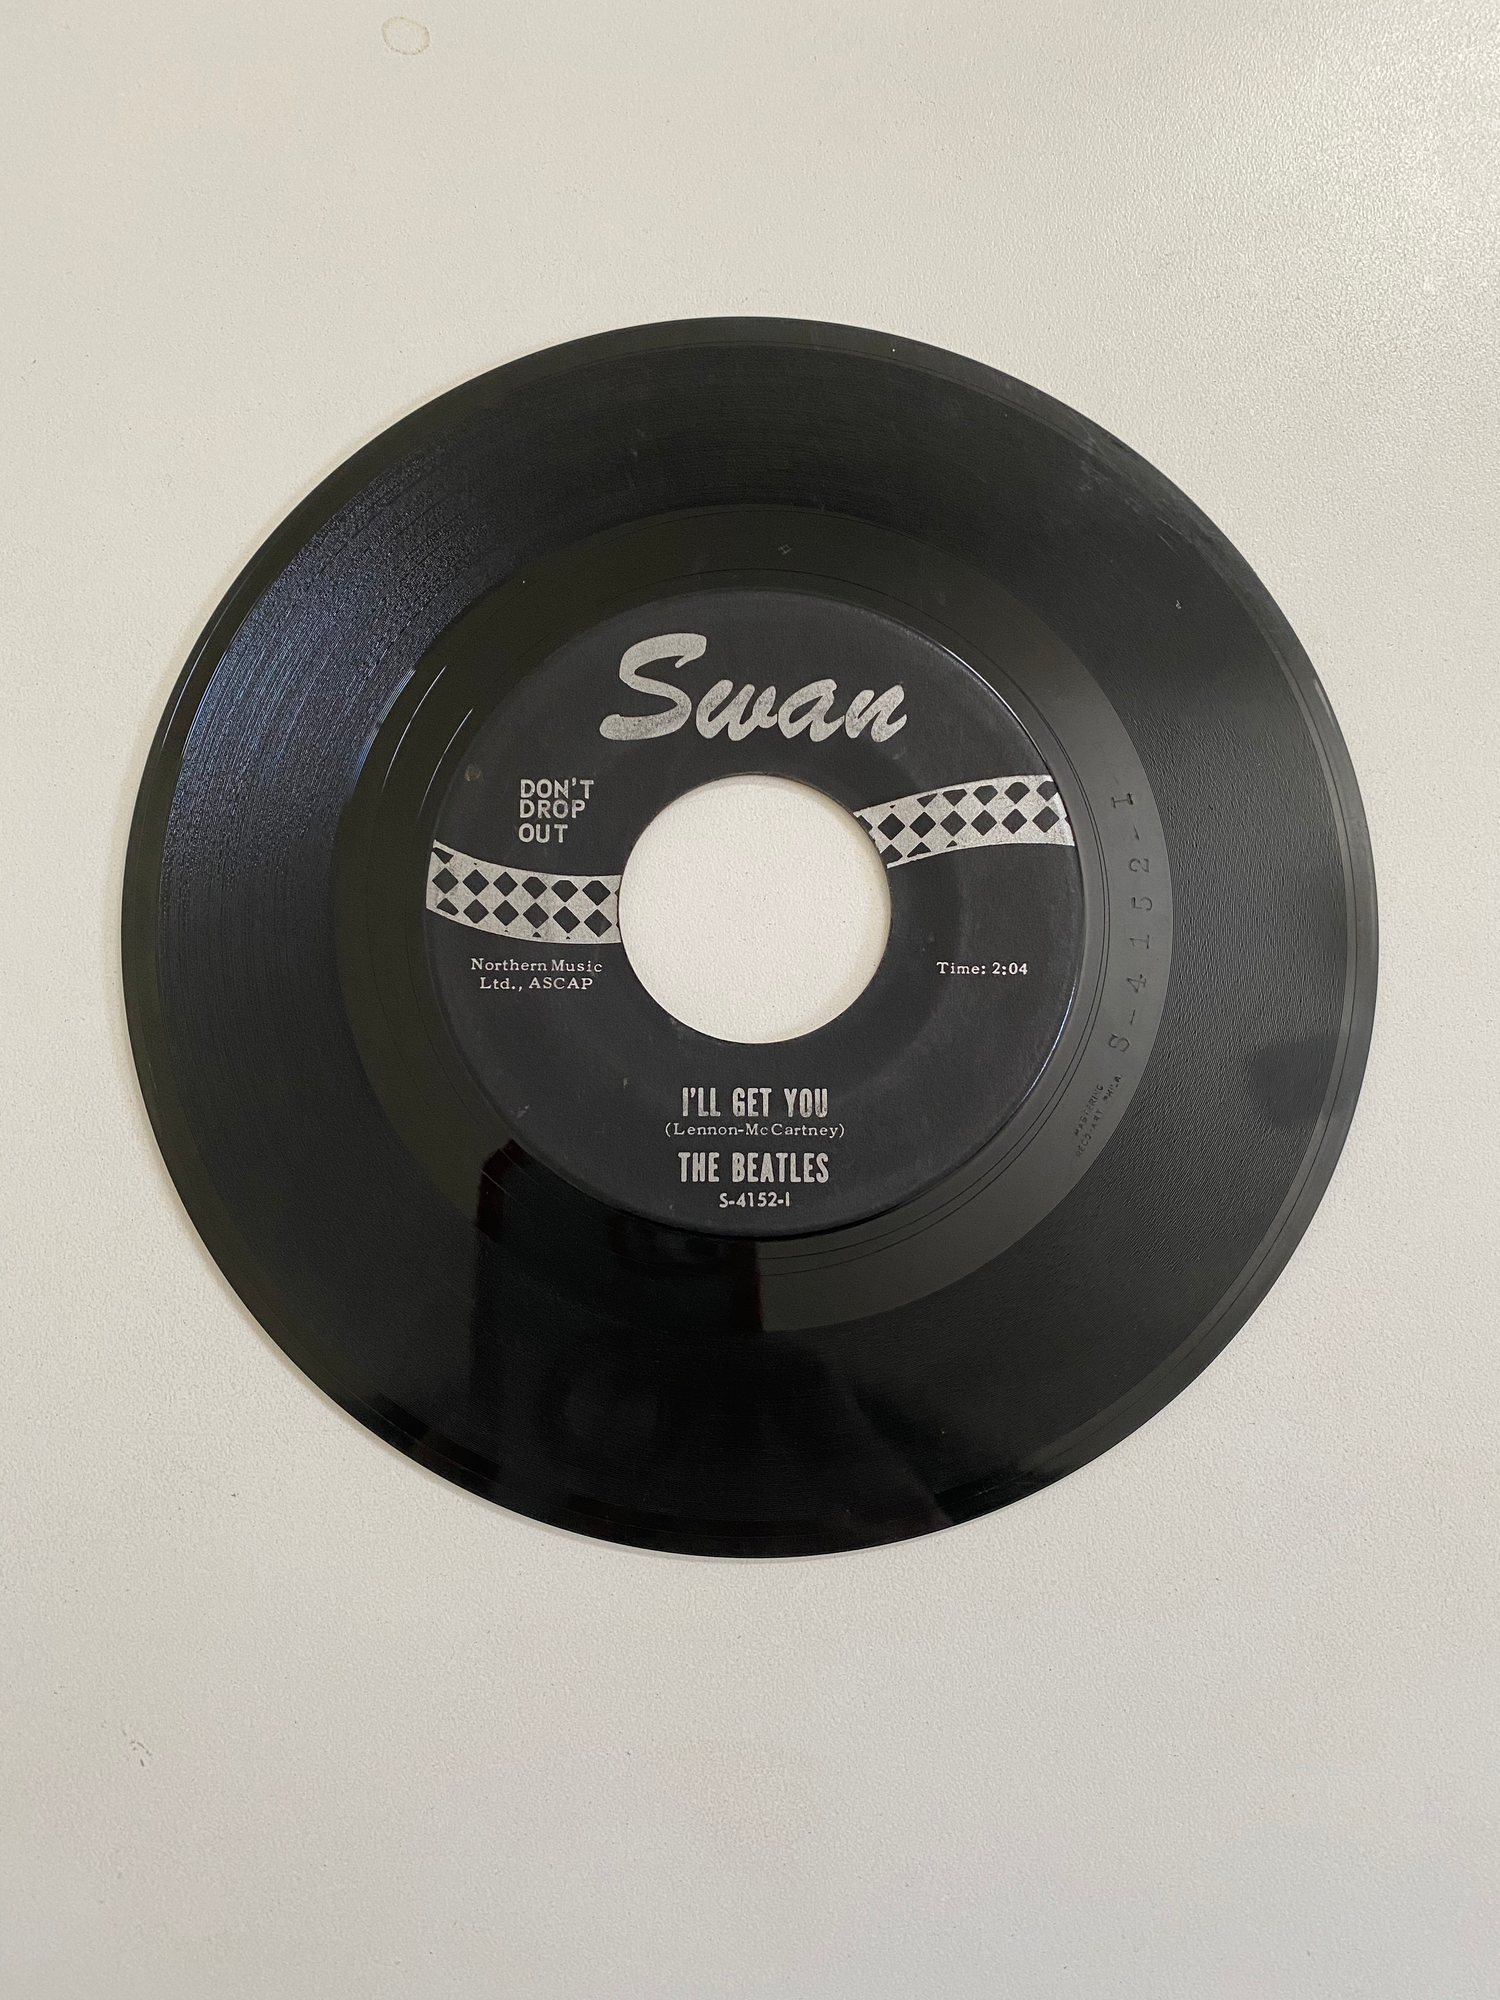 Swan
DON'T
DROP
OUT
Northern Music
Ltd., ASCAP
Time: 2:04
I'LL GET YOU
(Lennon-McCartney)
THE BEATLES
S-4152-I
S-4152-I
MASTERING